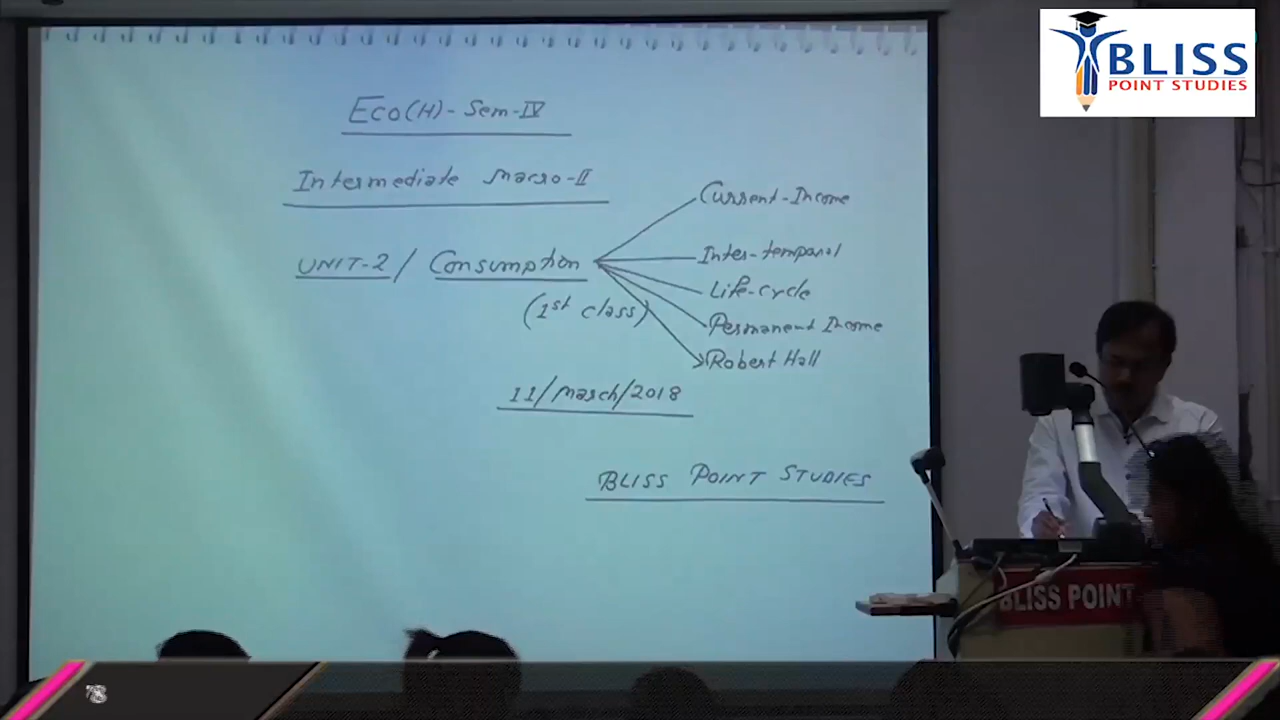 BLISS
POINT STUDIES
Eco(H)- Sem-IV
Intermediate Macro-II
UNIT-2 / Consumption
(1st class)
Current-Income
Inter-temporal
Life-cycle
Permanent Income
Robert Hall
11/March/2018
BLISS POINT STUDIES
BLISS POINT